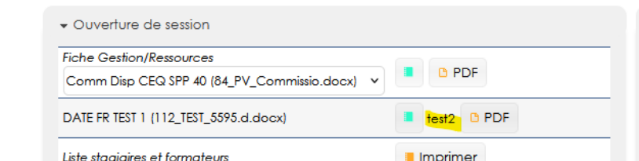 Ouverture de session
Fiche Gestion/Ressources
Comm Disp CEQ SPP 40 (84_PV_Commissio.docx) PDF
DATE FR TEST 1 (112_TEST_5595.d.docx) test2 PDF
Liste stagiaires et formateurs Imprimer